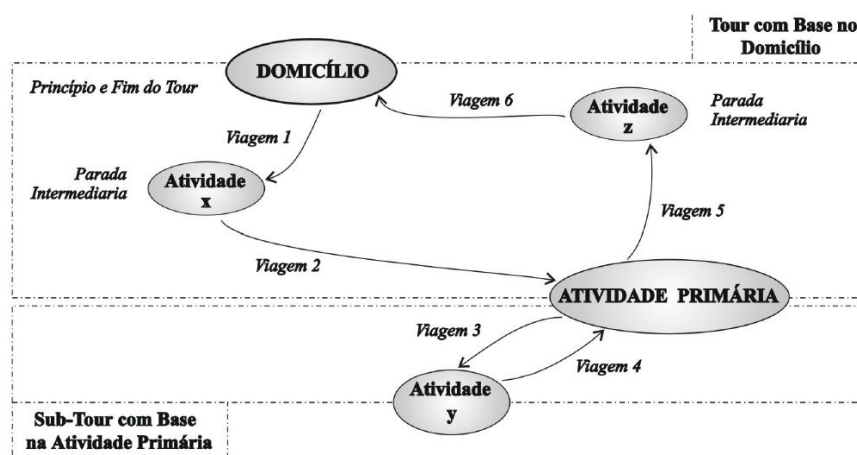 Tour com Base no
Domicílio
DOMICÍLIO
Princípio e Fim do Tour
Viagem 6
Atividade
z
Parada
Intermediaria
Viagem 1
Parada
Intermediaria
Atividade
x
Viagem 5
Viagem 2
ATIVIDADE PRIMÁRIA
Viagem 3
Viagem 4
Atividade
y
Sub-Tour com Base
na Atividade Primária